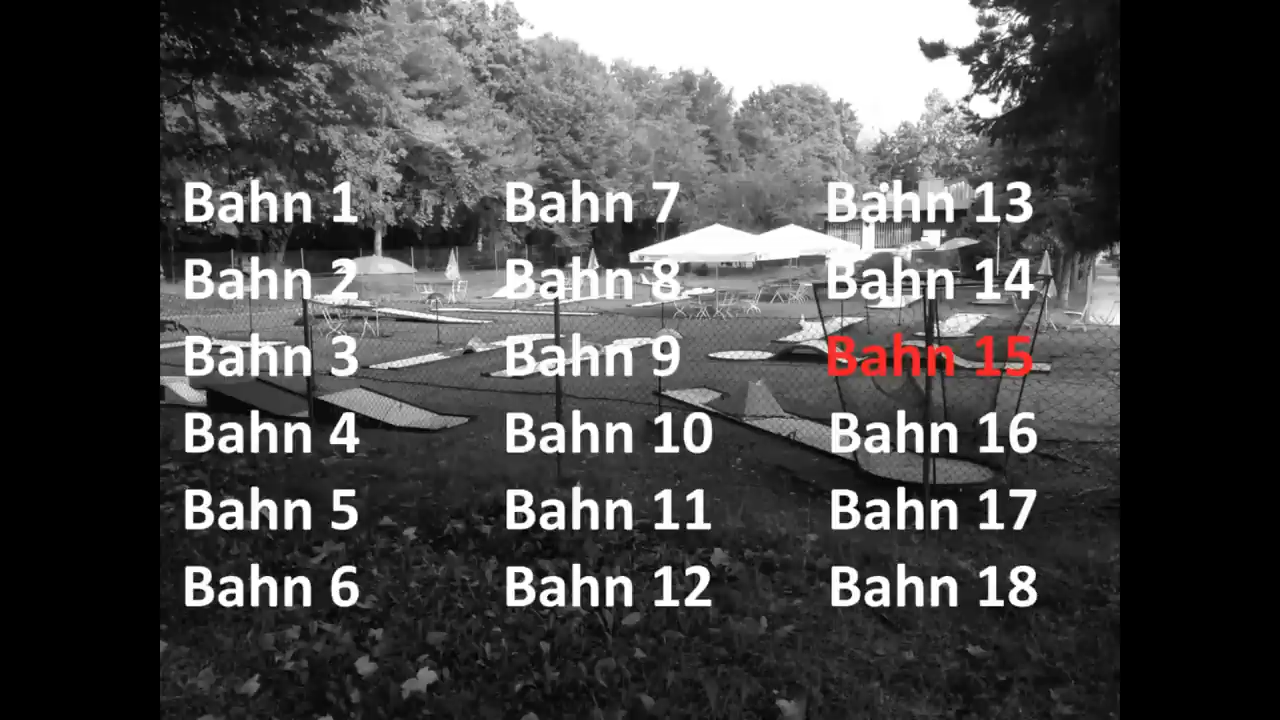 Bahn 1
Bahn 2
Bahn 3
Bahn 4
Bahn 5
Bahn 6
Bahn 7
Bahn 8
Bahn 9
Bahn 10
Bahn 11
Bahn 12
Bahn 13
Bahn 14
Bahn 15
Bahn 16
Bahn 17
Bahn 18